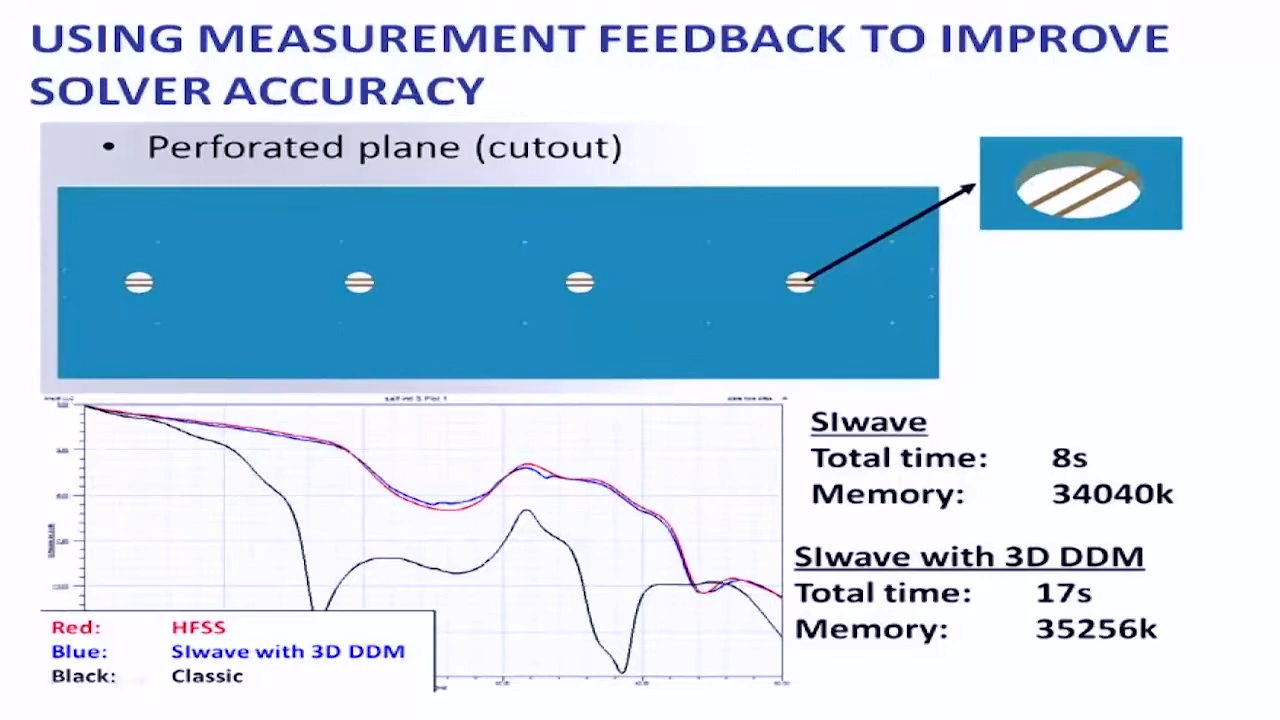 USING MEASUREMENT FEEDBACK TO IMPROVE
SOLVER ACCURACY
• Perforated plane (cutout)
SIwave
Total time: 8s
Memory: 34040k
SIwave with 3D DDM
Total time: 17s
Memory: 35256k
Red: HFSS
Blue: SIwave with 3D DDM
Black: Classic